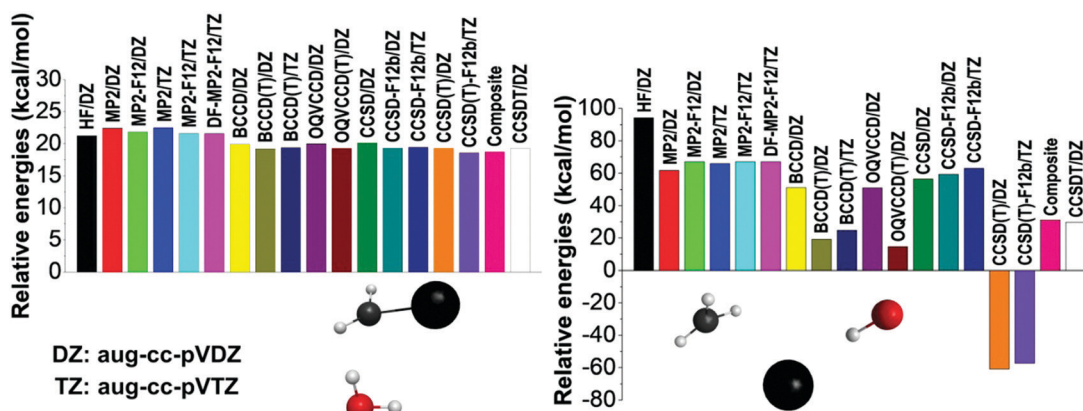 Relative energies (kcal/mol)
30
25
20
15
10
5
0
HF/DZ
MP2/DZ
MP2-F12/DZ
MP2/TZ
MP2-F12/TZ
DF-MP2-F12/TZ
BCCD/DZ
BCCD(T)/DZ
BCCD(T)/TZ
OQVCCD/DZ
OQVCCD(T)/DZ
CCSD/DZ
CCSD-F12b/DZ
CCSD-F12b/TZ
CCSD(T)/DZ
CCSD(T)-F12b/TZ
Composite
CCSDT/DZ
DZ: aug-cc-pVDZ
TZ: aug-cc-pVTZ
Relative energies (kcal/mol)
100
80
60
40
20
0
-20
-40
-60
-80
HF/DZ
MP2/DZ
MP2-F12/DZ
MP2/TZ
MP2-F12/TZ
DF-MP2-F12/TZ
BCCD/DZ
BCCD(T)/DZ
BCCD(T)/TZ
OQVCCD/DZ
OQVCCD(T)/DZ
CCSD/DZ
CCSD-F12b/DZ
CCSD-F12b/TZ
CCSD(T)/DZ
CCSD(T)-F12b/TZ
Composite
CCSDT/DZ